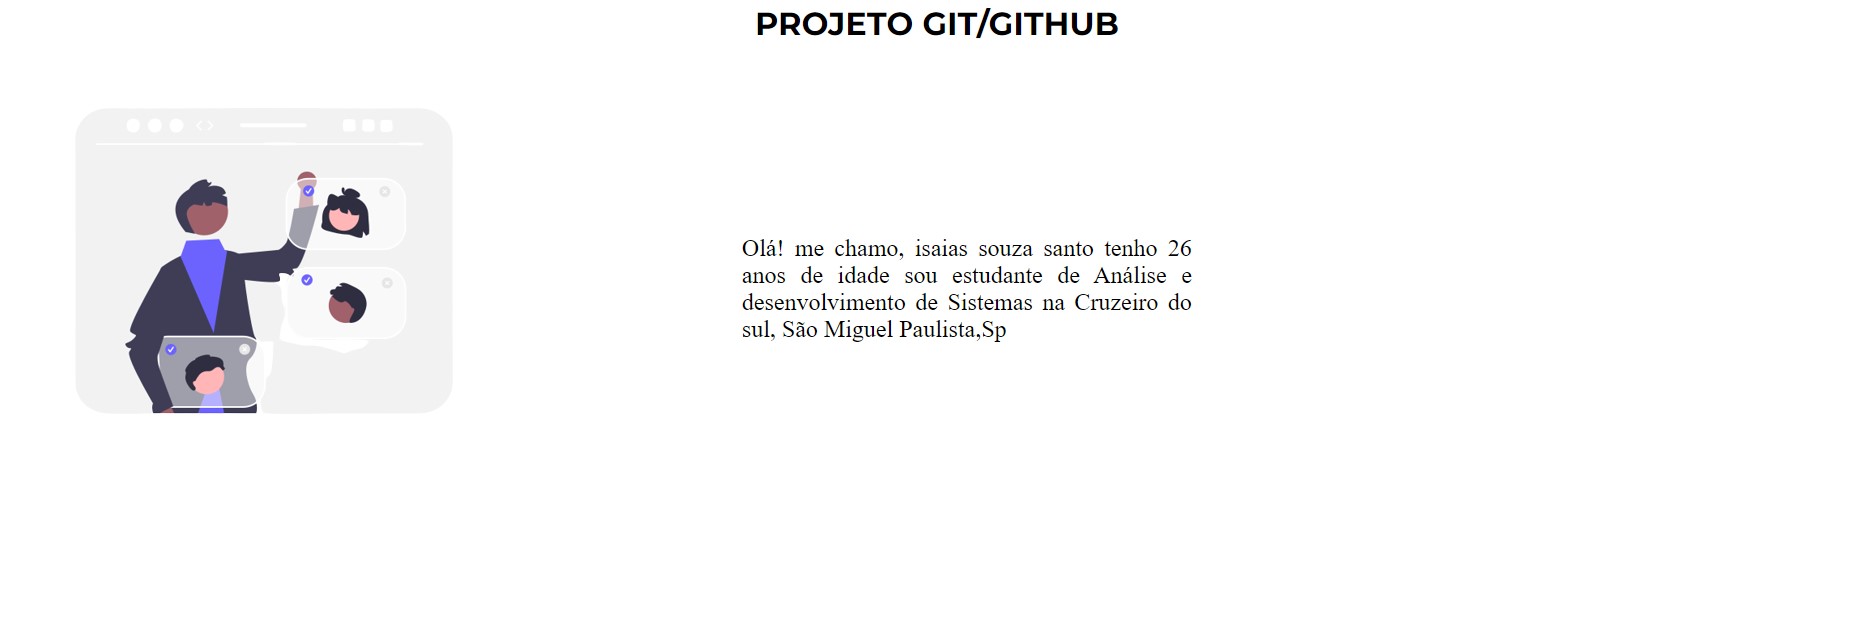 PROJETO GIT/GITHUB
Olá! me chamo, isaias souza santo tenho 26
anos de idade sou estudante de Análise e
desenvolvimento de Sistemas na Cruzeiro do
sul, São Miguel Paulista,Sp